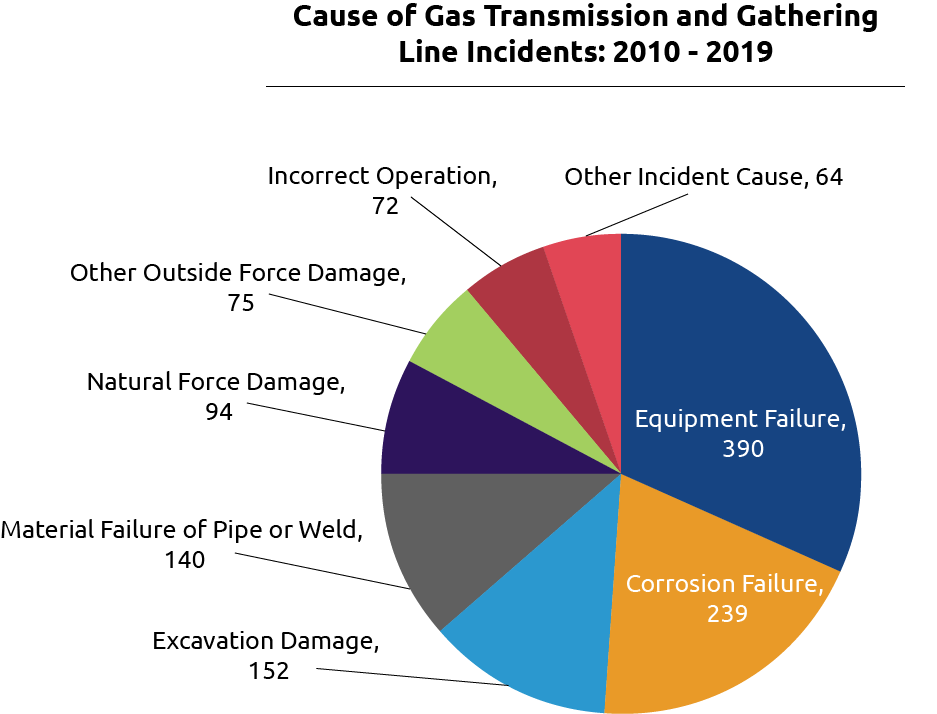 Cause of Gas Transmission and Gathering
Line Incidents: 2010 - 2019
Incorrect Operation,
72
Other Incident Cause, 64
Other Outside Force Damage,
75
Natural Force Damage,
94
Equipment Failure,
390
Material Failure of Pipe or Weld,
140
Corrosion Failure,
239
Excavation Damage,
152